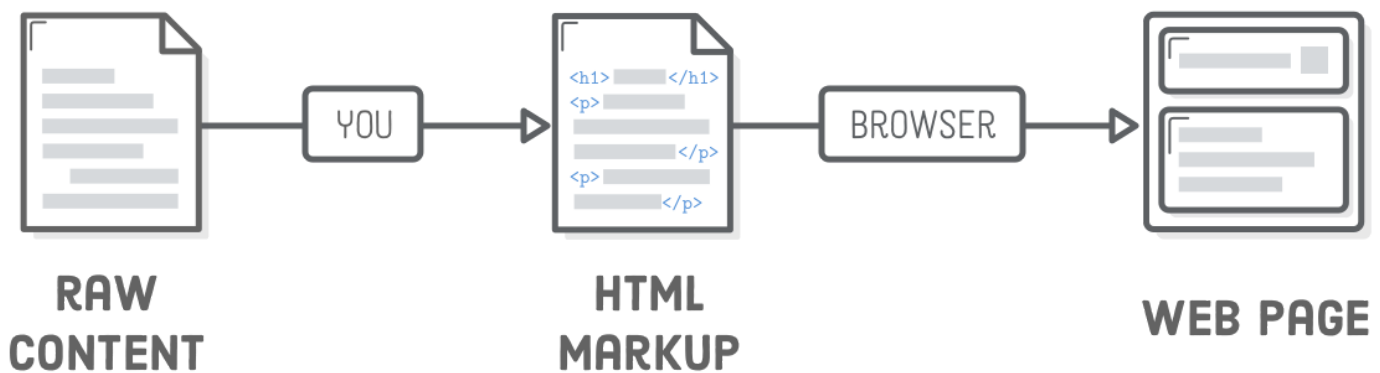 <h1> </h1>
<p>
</p>
<p>
</p>
YOU
BROWSER
RAW
CONTENT
HTML
MARKUP
WEB PAGE